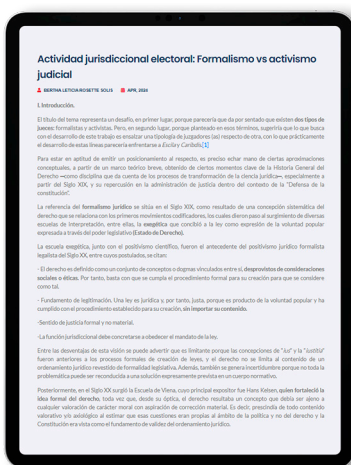 Actividad jurisdiccional electoral: Formalismo vs activismo
judicial
BERTHA LETICIA ROSETTE SOLIS APR, 2024
I. Introducción.
El título del tema representa un desafío, en primer lugar, porque parecería que da por sentado que existen dos tipos de
jueces: formalistas y activistas. Pero, en segundo lugar, porque planteado en esos términos, sugeriría que lo que busca
con el desarrollo de este trabajo es ensalzar una tipología de juzgadores (as) respecto de otra, con lo que prácticamente
el desarrollo de estas líneas parecería enfrentarse a Escila y Caribdis.[1]
Para estar en aptitud de emitir un posicionamiento al respecto, es preciso echar mano de ciertas aproximaciones
conceptuales, a partir de un marco teórico breve, obtenido de ciertos momentos clave de la Historia General del
Derecho —como disciplina que da cuenta de los procesos de transformación de la ciencia jurídica—, especialmente a
partir del Siglo XIX, y su repercusión en la administración de justicia dentro del contexto de la "Defensa de la
constitución".
La referencia del formalismo jurídico se sitúa en el Siglo XIX, como resultado de una concepción sistemática del
derecho que se relaciona con los primeros movimientos codificadores, los cuales dieron paso al surgimiento de diversas
escuelas de interpretación, entre ellas, la exegética que concibió a la ley como expresión de la voluntad popular
expresada a través del poder legislativo (Estado de Derecho).
La escuela exegética, junto con el positivismo científico, fueron el antecedente del positivismo jurídico formalista
legalista del Siglo XX, entre cuyos postulados, se citan:
- El derecho es definido como un conjunto de conceptos o dogmas vinculados entre sí, desprovistos de consideraciones
sociales o éticas. Por tanto, basta con que se cumpla el procedimiento formal para su creación para que se considere
como tal.
- Fundamento de legitimación. Una ley es jurídica y, por tanto, justa, porque es producto de la voluntad popular y ha
cumplido con el procedimiento establecido para su creación, sin importar su contenido.
-Sentido de justicia formal y no material.
-La función jurisdiccional debe concretarse a obedecer el mandato de la ley.
Entre las desventajas de esta visión se puede advertir que es limitante porque las concepciones de "ius" y la "iustitia"
fueron anteriores a los procesos formales de creación de leyes, y el derecho no se limita al contenido de un
ordenamiento jurídico revestido de formalidad legislativa. Además, también se genera incertidumbre porque no toda la
problemática puede ser reconducida a una solución expresamente prevista en un cuerpo normativo.
Posteriormente, en el Siglo XX surgió la Escuela de Viena, cuyo principal expositor fue Hans Kelsen, quien fortaleció la
idea formal del derecho, toda vez que, desde su óptica, el derecho resultaba un concepto que debía ser ajeno a
cualquier valoración de carácter moral con aspiración de corrección material. Es decir, prescindía de todo contenido
valorativo y/o axiológico al estimar que esas cuestiones eran propias al ámbito de la política y no del derecho y la
Constitución era vista como el fundamento de validez del ordenamiento jurídico.